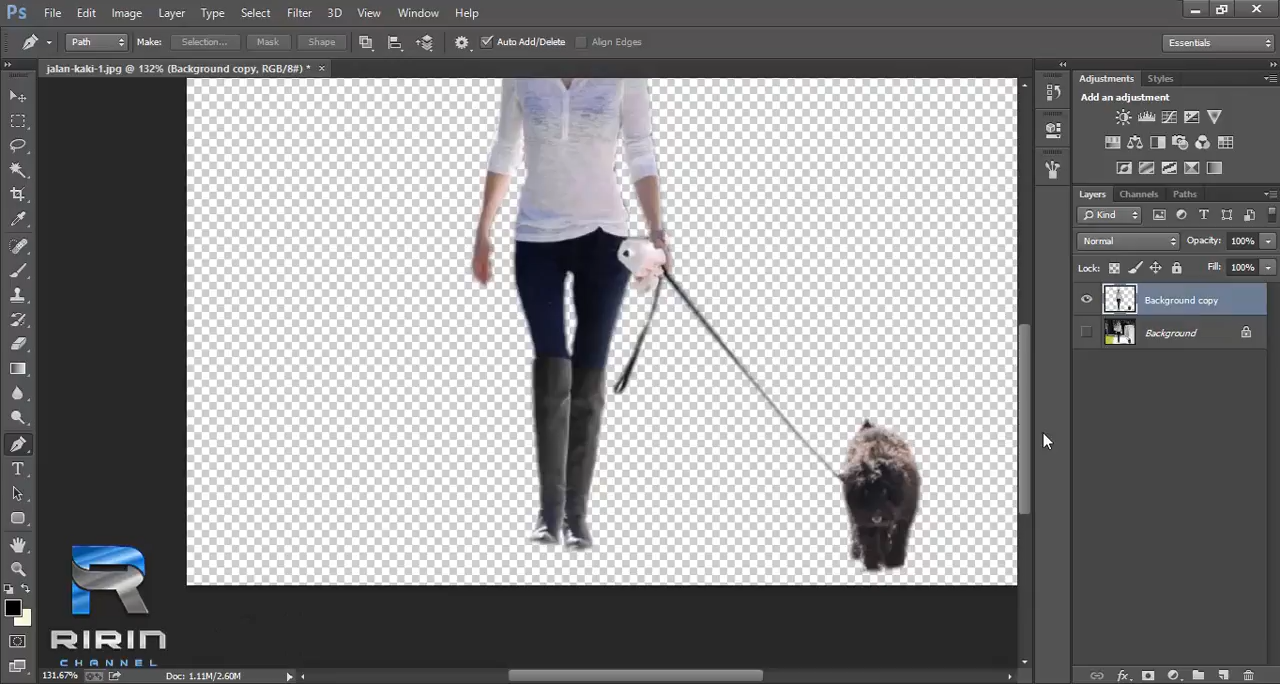 Ps File Edit Image Layer Type Select Filter 3D View Window Help
Path Make: Selection... Mask Shape Auto Add/Delete Align Edges Essentials
jalan-kaki-1.jpg @ 132% (Background copy, RGB/8#) * ×
Adjustments Styles
Add an adjustment
Layers Channels Paths
Kind
Normal Opacity: 100%
Lock: Fill: 100%
Background copy
Background
T
R
RIRIN
CHANNEL
131.67% Doc: 1.11M/2.60M
fx